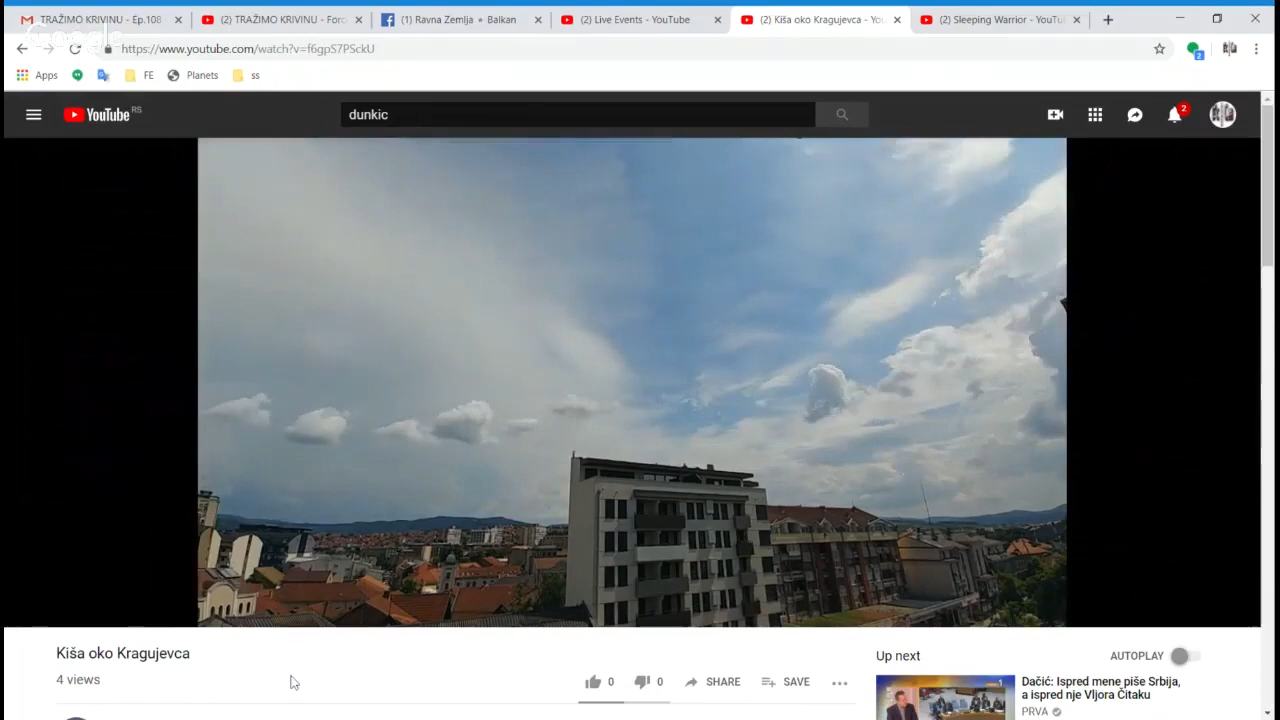 TRAŽIMO KRIVINU - Ep.108
(2) TRAŽIMO KRIVINU - Forc
(1) Ravna Zemlja • Balkan
(2) Live Events - YouTube
(2) Kiša oko Kragujevca - You
(2) Sleeping Warrior - YouTu
Google
https://www.youtube.com/watch?v=f6gpS7PSckU
2
Apps
FE
Planets
ss
YouTube RS
dunkic
2
Kiša oko Kragujevca
4 views
0
0
SHARE
SAVE
Up next
AUTOPLAY
Dačić: Ispred mene piše Srbija,
a ispred nje Vljora Čitaku
PRVA